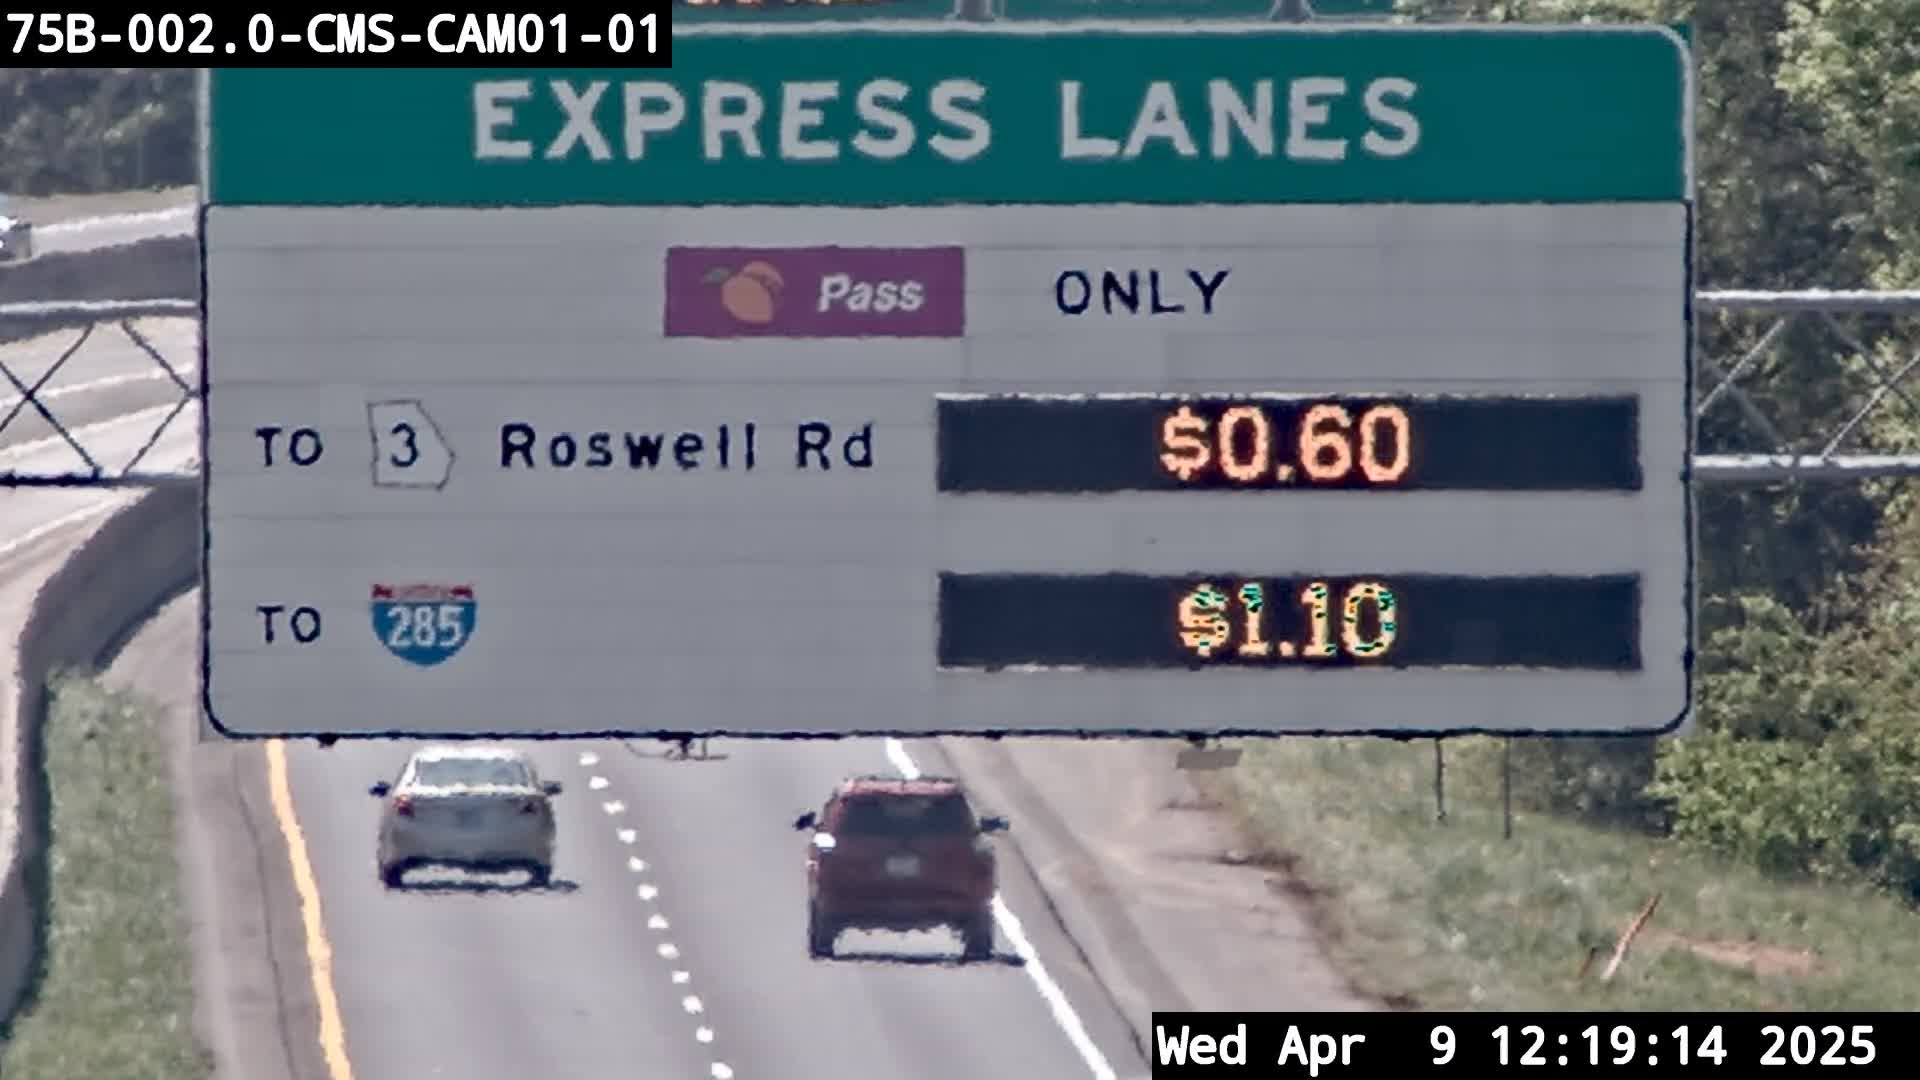 75B-002.0-CMS-CAM01-01
EXPRESS LANES
Pass ONLY
TO 3 Roswell Rd $0.60
TO 285 $1.10
Wed Apr 9 12:19:14 2025